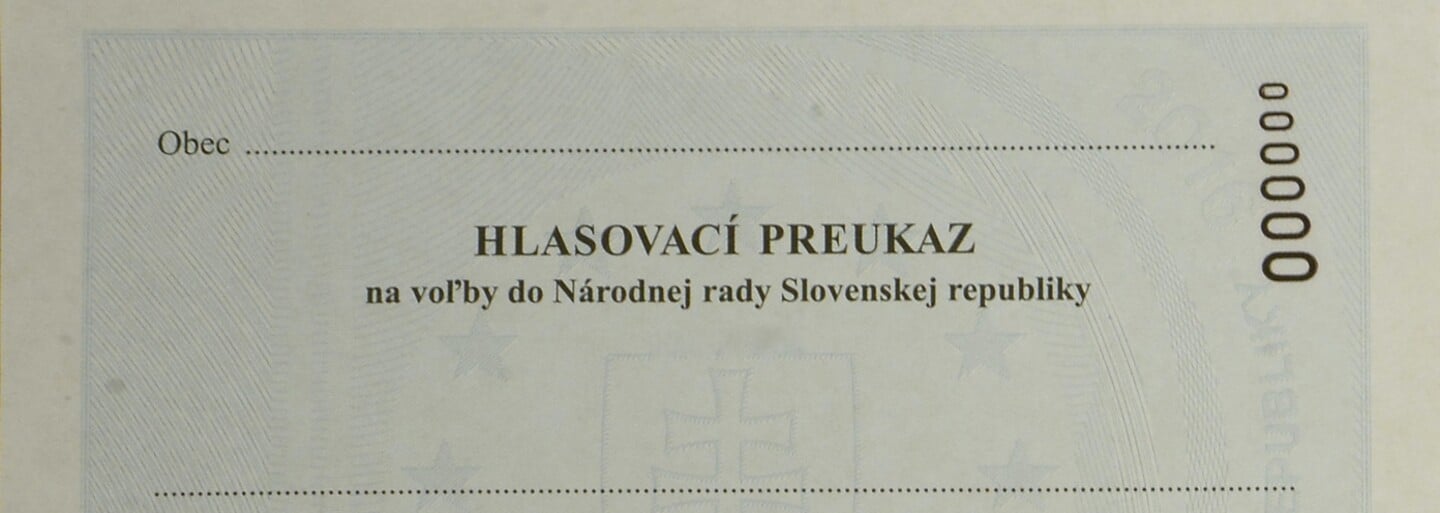 Obec ........................................................................................................................
000000
HLASOVACÍ PREUKAZ
na voľby do Národnej rady Slovenskej republiky